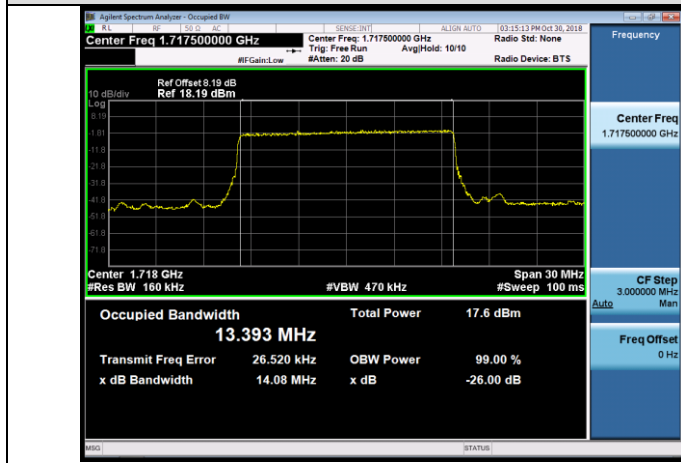 Agilent Spectrum Analyzer - Occupied BW
RL RF 50 Ω AC SENSE:INT ALIGN AUTO 03:15:13 PM Oct 30, 2018
Center Freq 1.717500000 GHz
Center Freq: 1.717500000 GHz
Radio Std: None
Trig: Free Run Avg|Hold: 10/10
#IFGain:Low #Atten: 20 dB Radio Device: BTS
Frequency
Ref Offset 8.19 dB
10 dB/div Ref 18.19 dBm
Log
8.19
-1.81
-11.8
-21.8
-31.8
-41.8
-51.8
-61.8
-71.8
Center 1.718 GHz Span 30 MHz
#Res BW 160 kHz #VBW 470 kHz #Sweep 100 ms
Occupied Bandwidth Total Power 17.6 dBm
13.393 MHz
Transmit Freq Error 26.520 kHz OBW Power 99.00 %
x dB Bandwidth 14.08 MHz x dB -26.00 dB
Center Freq
1.717500000 GHz
CF Step
3.000000 MHz
Auto Man
Freq Offset
0 Hz
MSG STATUS